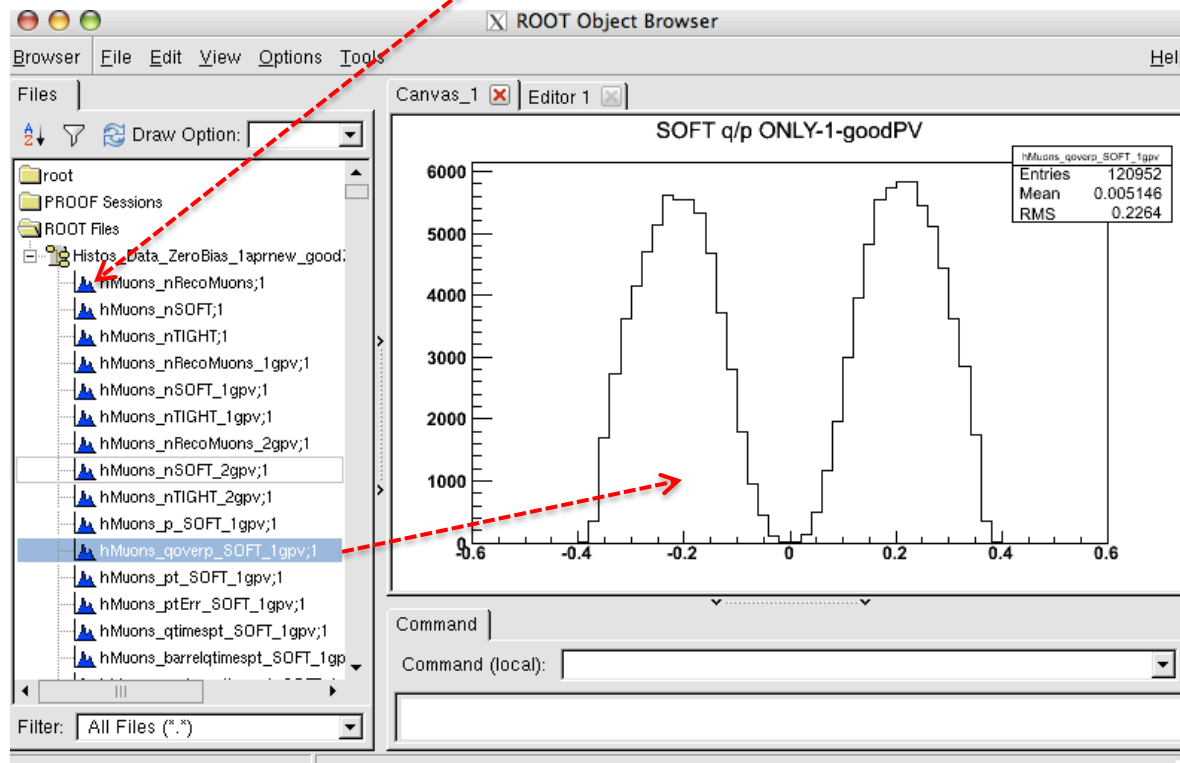 X ROOT Object Browser
Browser File Edit View Options Tools Hel
Files
Canvas_1 Editor 1
Draw Option:
root
PROOF Sessions
ROOT Files
Histos_Data_ZeroBias_1aprnew_good
hMuons_nRecoMuons;1
hMuons_nSOFT;1
hMuons_nTIGHT;1
hMuons_nRecoMuons_1gpv;1
hMuons_nSOFT_1gpv;1
hMuons_nTIGHT_1gpv;1
hMuons_nRecoMuons_2gpv;1
hMuons_nSOFT_2gpv;1
hMuons_nTIGHT_2gpv;1
hMuons_p_SOFT_1gpv;1
hMuons_qoverp_SOFT_1gpv;1
hMuons_pt_SOFT_1gpv;1
hMuons_ptErr_SOFT_1gpv;1
hMuons_qtimespt_SOFT_1gpv;1
hMuons_barrelqtimespt_SOFT_1gp
Filter: All Files (*.*)
SOFT q/p ONLY-1-goodPV
hMuons_qoverp_SOFT_1gpv
Entries 120952
Mean 0.005146
RMS 0.2264
6000
5000
4000
3000
2000
1000
0
-0.6 -0.4 -0.2 0 0.2 0.4 0.6
Command
Command (local):